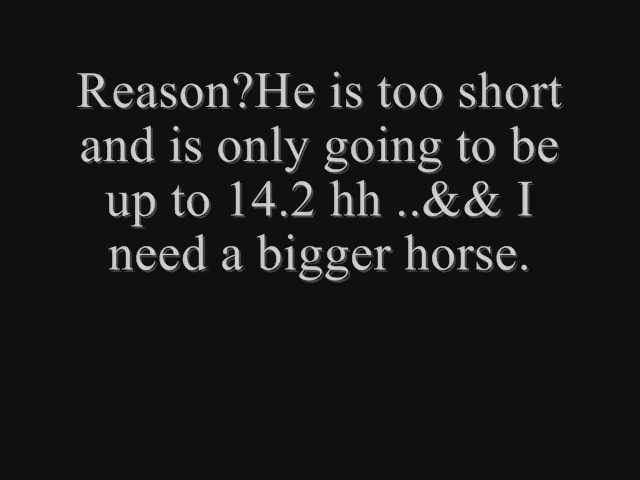 Reason?He is too short
and is only going to be
up to 14.2 hh ..&& I
need a bigger horse.